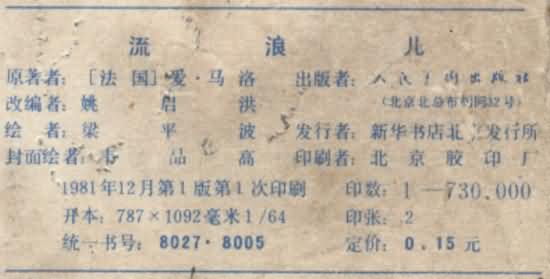 流浪儿
原著者：〔法国〕爱·马洛 出版者：人民美术出版社
改编者：姚启洪 （北京北总布胡同32号）
绘者：梁平波 发行者：新华书店北京发行所
封面绘者：韦品高 印刷者：北京胶印厂
1981年12月第1版第1次印刷 印数：1—730.000
开本：787×1092毫米1/64 印张：2
统一书号：8027·8005 定价：0.15元